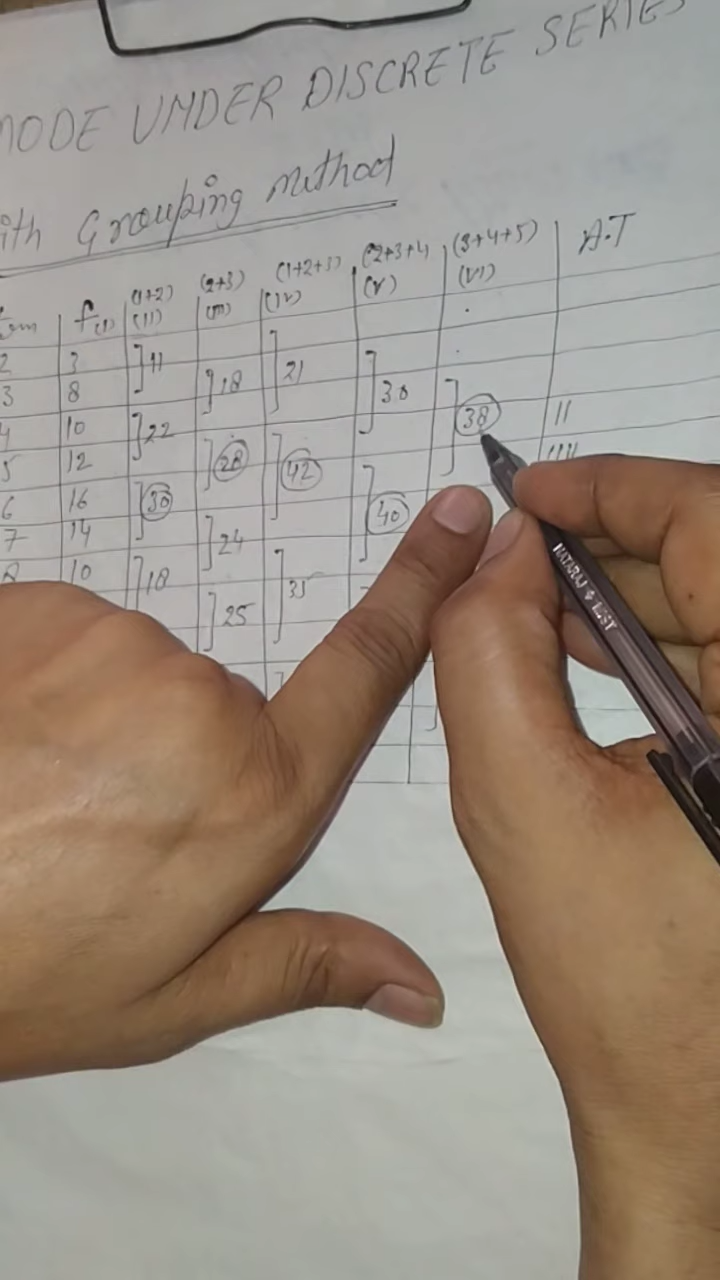 MODE UNDER DISCRETE SERIES
ith Grouping method
f(I) (1+2) (II) (2+3) (III) (1+2+3) (IV) (2+3+4 (V) (3+4+5) (VI) A.T
2 3 11
3 8 18 21 30
4 10 22 38 11
5 12 28 42 1111
6 16 30 40
7 14 24
8 10 18 35
25
NATARAJ